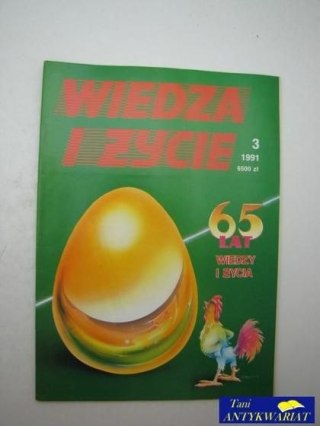 WIEDZA
I ŻYCIE
3
1991
6500 zł
65
LAT
WIEDZY
I ŻYCIA
Tani
ANTYKWARIAT